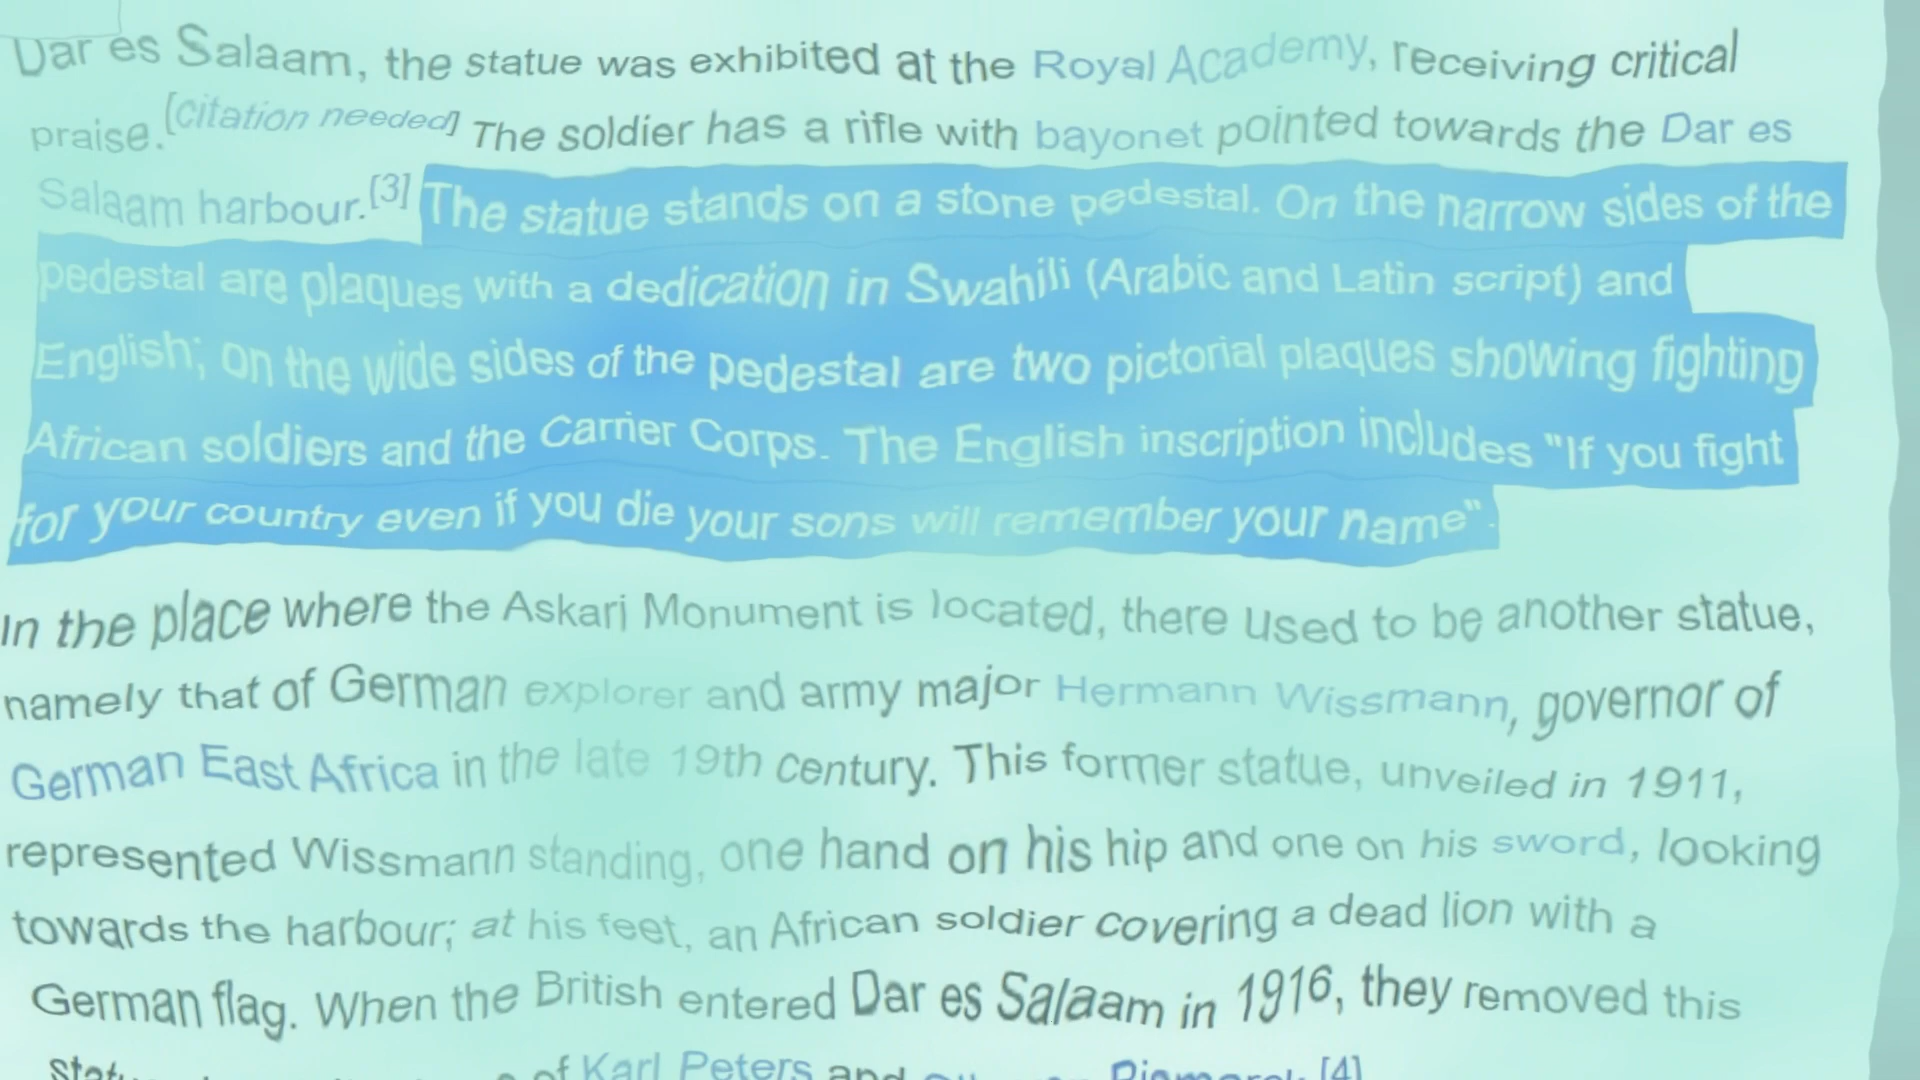 Dar es Salaam, the statue was exhibited at the Royal Academy, receiving critical
praise.[citation needed] The soldier has a rifle with bayonet pointed towards the Dar es
Salaam harbour.[3] The statue stands on a stone pedestal. On the narrow sides of the
pedestal are plaques with a dedication in Swahili (Arabic and Latin script) and
English; on the wide sides of the pedestal are two pictorial plaques showing fighting
African soldiers and the Carrier Corps. The English inscription includes "If you fight
for your country even if you die your sons will remember your name".
In the place where the Askari Monument is located, there used to be another statue,
namely that of German explorer and army major Hermann Wissmann, governor of
German East Africa in the late 19th century. This former statue, unveiled in 1911,
represented Wissmann standing, one hand on his hip and one on his sword, looking
towards the harbour; at his feet, an African soldier covering a dead lion with a
German flag. When the British entered Dar es Salaam in 1916, they removed this
of Karl Peters and Bismarck.[4]